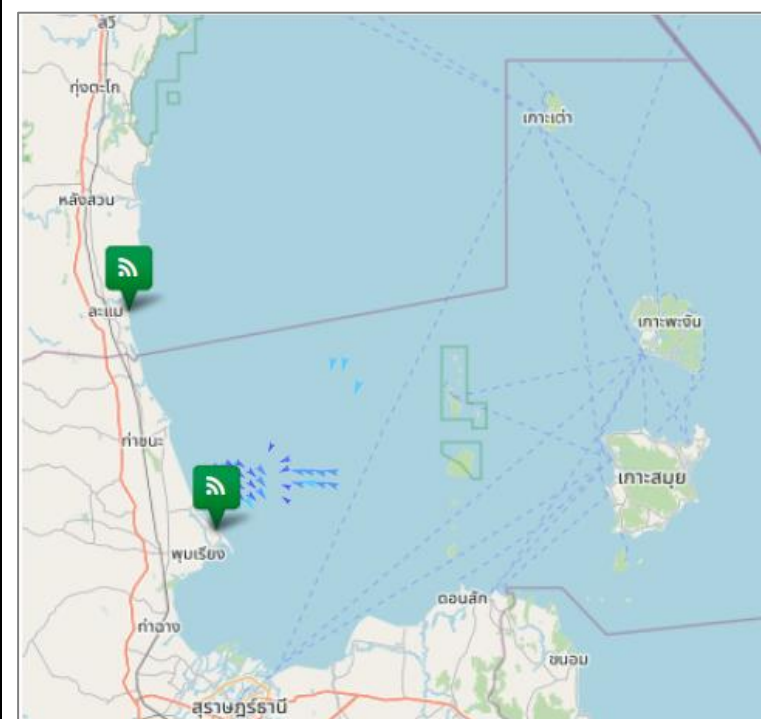 สวี
ทุ่งตะโก
เกาะเต่า
หลังสวน
ละแม
เกาะพะงัน
ท่าชนะ
เกาะสมุย
พุมเรียง
ดอนสัก
ท่าฉาง
ขนอม
สุราษฎร์ธานี